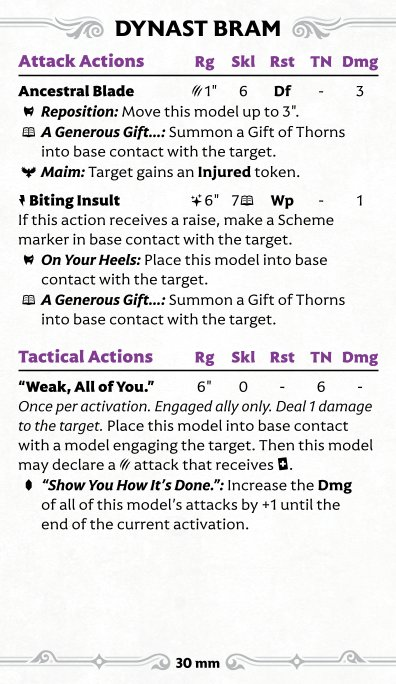 DYNAST BRAM
Attack Actions Rg Skl Rst TN Dmg
Ancestral Blade 1" 6 Df - 3
Reposition: Move this model up to 3".
A Generous Gift...: Summon a Gift of Thorns
into base contact with the target.
Maim: Target gains an Injured token.
Biting Insult 6" 7 Wp - 1
If this action receives a raise, make a Scheme
marker in base contact with the target.
On Your Heels: Place this model into base
contact with the target.
A Generous Gift...: Summon a Gift of Thorns
into base contact with the target.
Tactical Actions Rg Skl Rst TN Dmg
“Weak, All of You.” 6" 0 - 6 -
Once per activation. Engaged ally only. Deal 1 damage
to the target. Place this model into base contact
with a model engaging the target. Then this model
may declare a attack that receives .
“Show You How It’s Done.”: Increase the Dmg
of all of this model’s attacks by +1 until the
end of the current activation.
30 mm